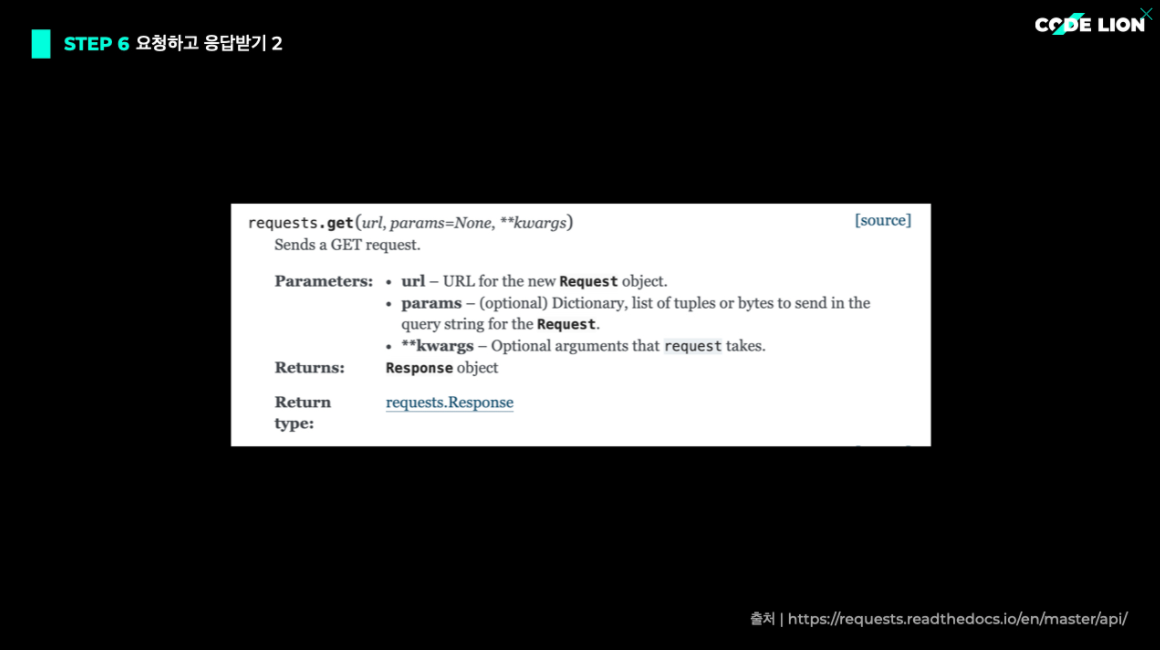 CODE LION
STEP 6 요청하고 응답받기 2
requests.get(url, params=None, **kwargs)
[source]
Sends a GET request.
Parameters:
• url – URL for the new Request object.
• params – (optional) Dictionary, list of tuples or bytes to send in the
query string for the Request.
• **kwargs – Optional arguments that request takes.
Returns: Response object
Return
type:
requests.Response
출처 | https://requests.readthedocs.io/en/master/api/